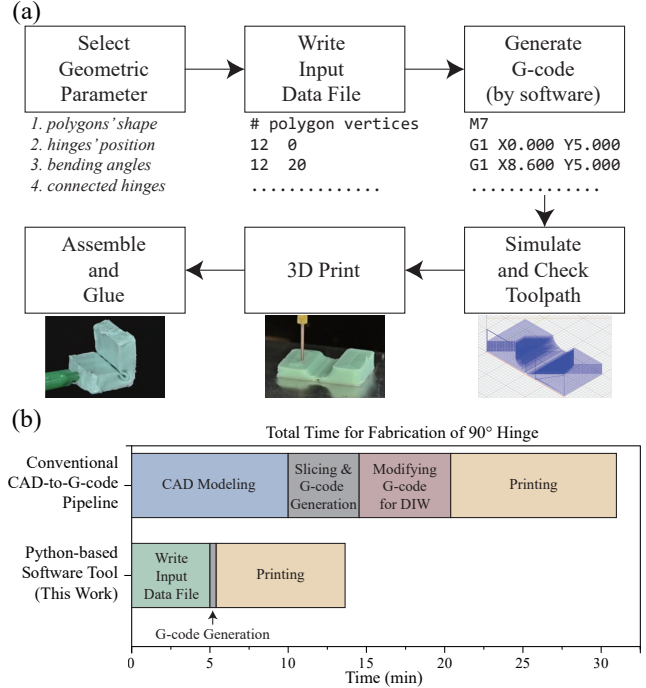 (a)
Select
Geometric
Parameter
Write
Input
Data File
Generate
G-code
(by software)
1. polygons' shape
2. hinges' position
3. bending angles
4. connected hinges
# polygon vertices
12 0
12 20
..............
M7
G1 X0.000 Y5.000
G1 X8.600 Y5.000
..............
Assemble
and
Glue
3D Print
Simulate
and Check
Toolpath
(b)
Total Time for Fabrication of 90° Hinge
Conventional
CAD-to-G-code
Pipeline
CAD Modeling
Slicing &
G-code
Generation
Modifying
G-code
for DIW
Printing
Python-based
Software Tool
(This Work)
Write
Input
Data File
Printing
G-code Generation
0 5 10 15 20 25 30
Time (min)